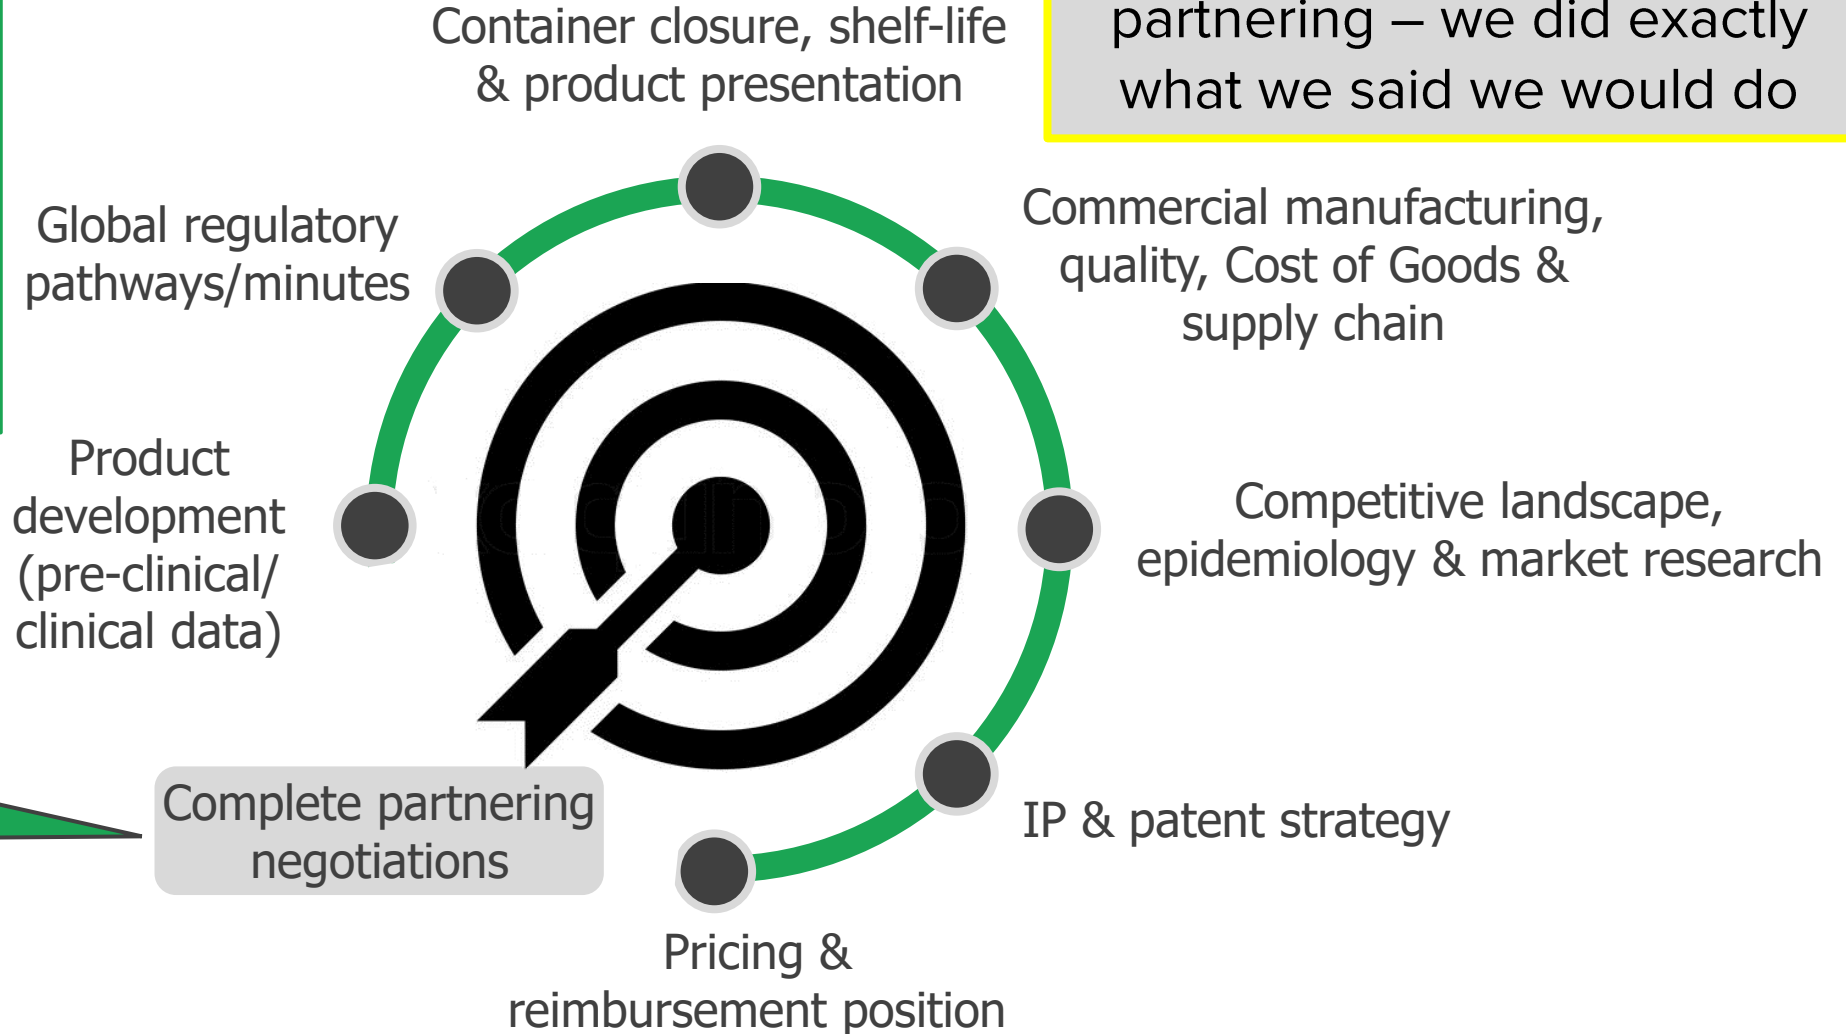 Container closure, shelf-life
& product presentation
partnering – we did exactly
what we said we would do
Global regulatory
pathways/minutes
Commercial manufacturing,
quality, Cost of Goods &
supply chain
Product
development
(pre-clinical/
clinical data)
Competitive landscape,
epidemiology & market research
Complete partnering
negotiations
IP & patent strategy
Pricing &
reimbursement position